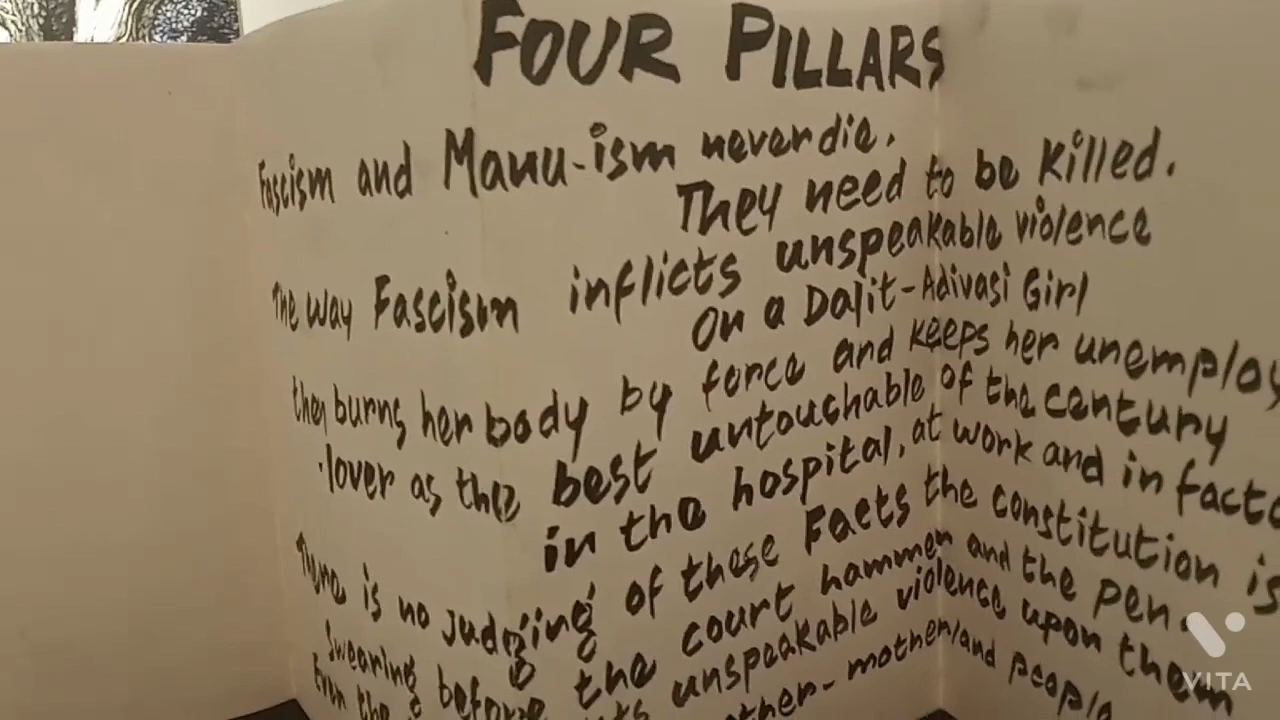 FOUR PILLARS
Fascism and Manu-ism never die.
They need to be killed.
The way Fascism inflicts unspeakable violence
On a Dalit-Adivasi Girl
they burns her body by force and keeps her unemploy
lover as the best untouchable of the century
in the hospital, at work and in facto
There is no judging of these Facts the constitution is
Swearing before the court hammer and the pen.
Even the unspeakable violence upon them
mother-mother/and people
VITA